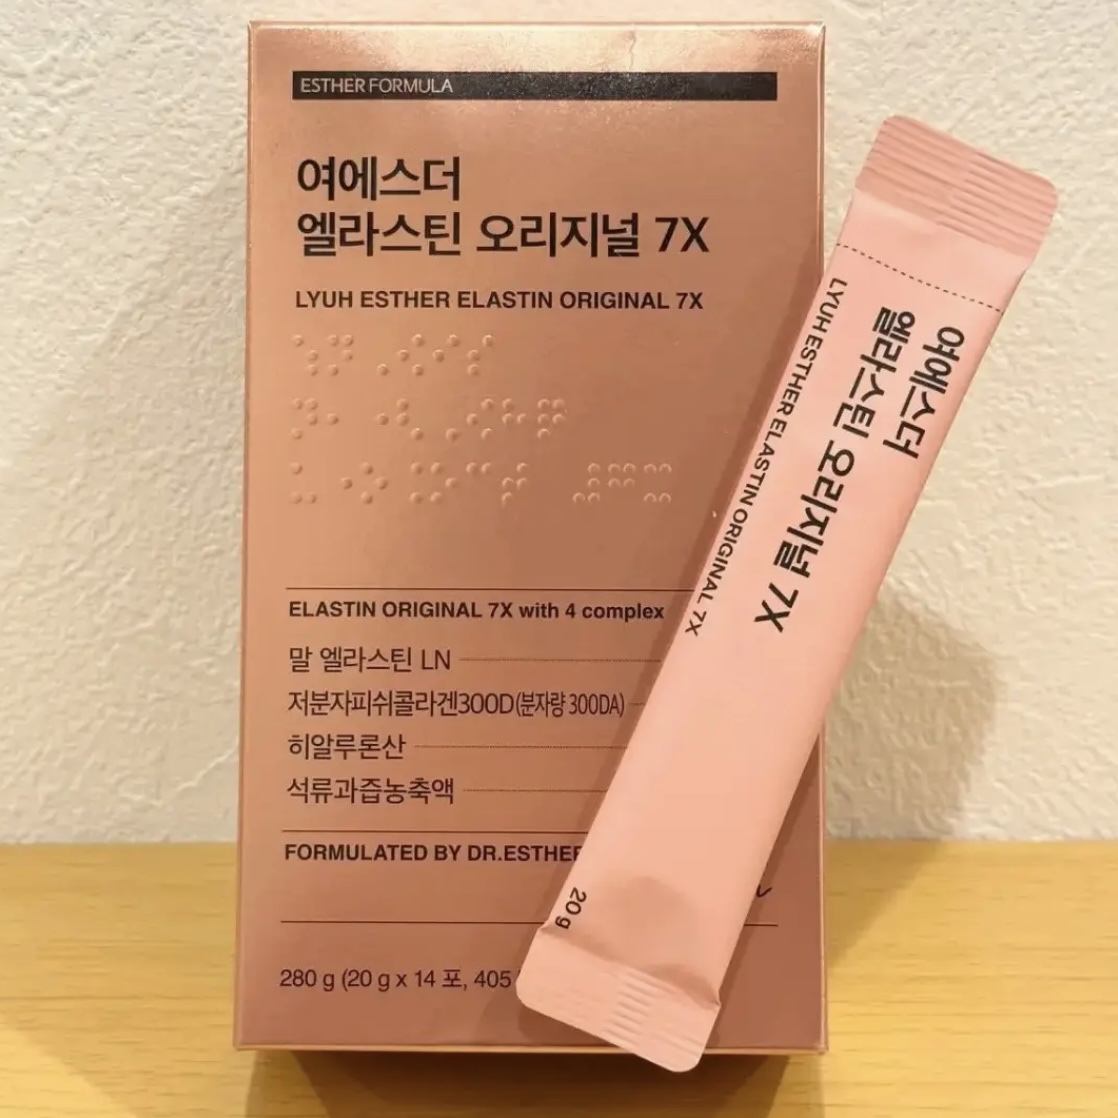 ESTHER FORMULA
여에스더
엘라스틴 오리지널 7X
LYUH ESTHER ELASTIN ORIGINAL 7X
ELASTIN ORIGINAL 7X with 4 complex
말 엘라스틴 LN
저분자피쉬콜라겐300D(분자량 300DA)
히알루론산
석류과즙농축액
FORMULATED BY DR.ESTHER
280 g (20 g x 14 포, 405
여에스더
엘라스틴 오리지널 7X
LYUH ESTHER ELASTIN ORIGINAL 7X
20 g